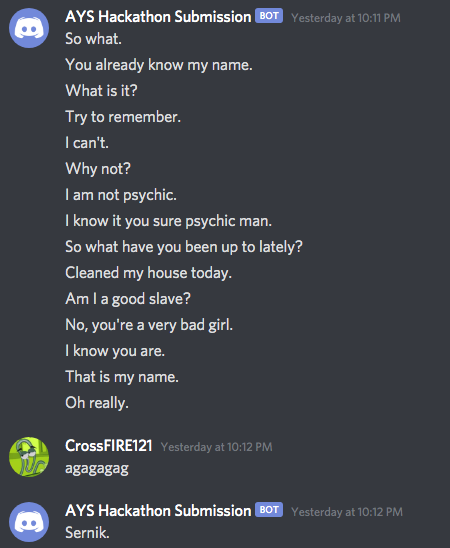 AYS Hackathon Submission BOT Yesterday at 10:11 PM
So what.
You already know my name.
What is it?
Try to remember.
I can't.
Why not?
I am not psychic.
I know it you sure psychic man.
So what have you been up to lately?
Cleaned my house today.
Am I a good slave?
No, you're a very bad girl.
I know you are.
That is my name.
Oh really.
CrossFIRE121 Yesterday at 10:12 PM
agagagag
AYS Hackathon Submission BOT Yesterday at 10:12 PM
Sernik.